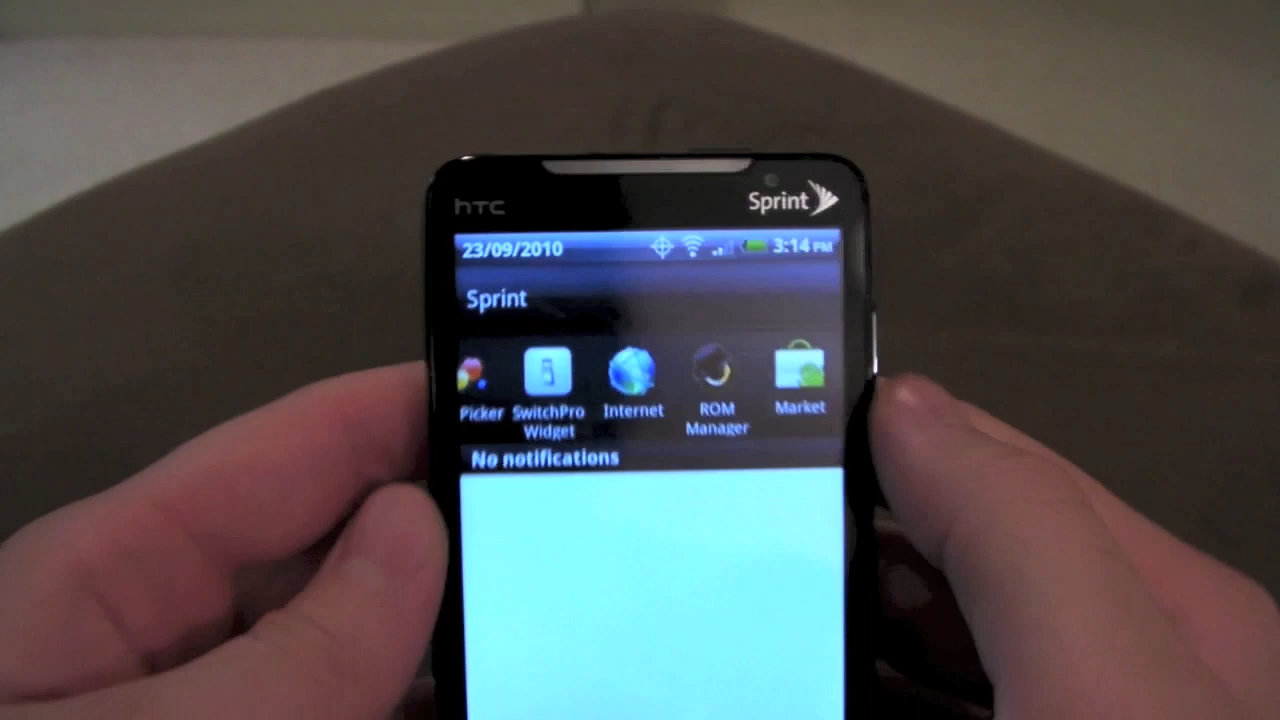 hTC
Sprint
23/09/2010 3:14 PM
Sprint
Picker SwitchPro Widget Internet ROM Manager Market
No notifications